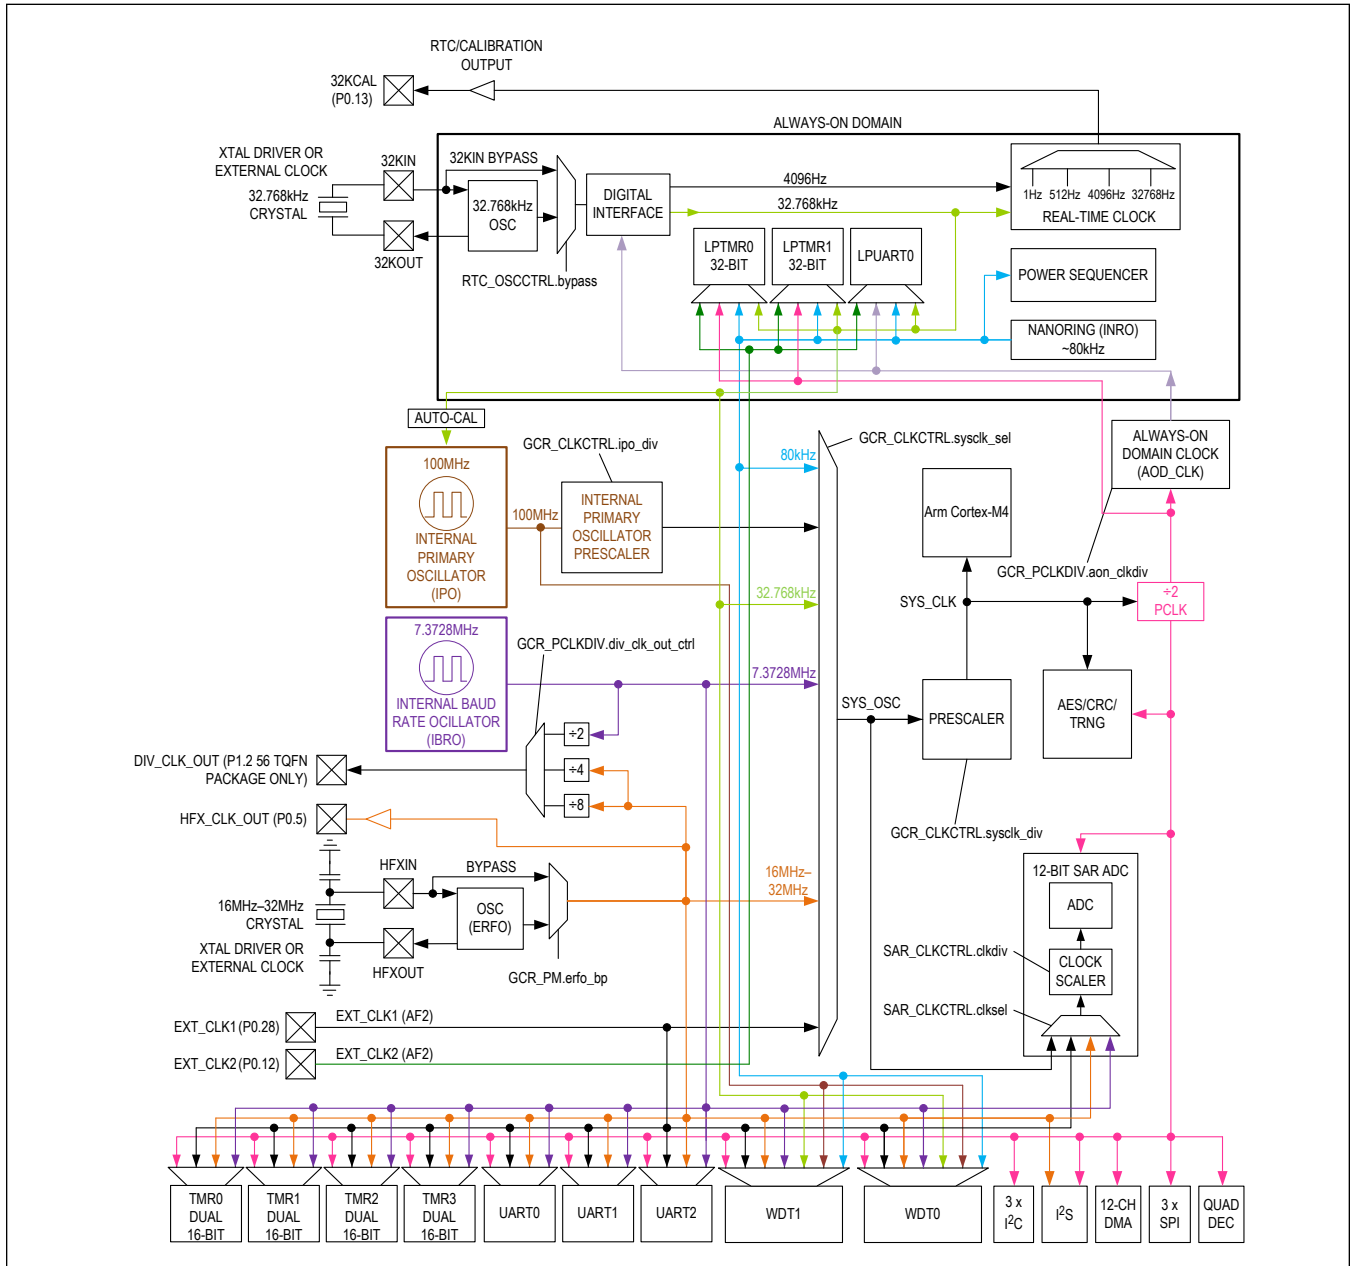 RTC/CALIBRATION
OUTPUT
32KCAL
(P0.13)
ALWAYS-ON DOMAIN
XTAL DRIVER OR
EXTERNAL CLOCK
32.768kHz
CRYSTAL
32KIN
32KOUT
32KIN BYPASS
32.768kHz
OSC
RTC_OSCCTRL.bypass
DIGITAL
INTERFACE
4096Hz
32.768kHz
1Hz 512Hz 4096Hz 32768Hz
REAL-TIME CLOCK
LPTMR0
32-BIT
LPTMR1
32-BIT
LPUART0
POWER SEQUENCER
NANORING (INRO)
~80kHz
AUTO-CAL
100MHz
INTERNAL
PRIMARY
OSCILLATOR
(IPO)
100MHz
GCR_CLKCTRL.ipo_div
INTERNAL
PRIMARY
OSCILLATOR
PRESCALER
GCR_CLKCTRL.sysclk_sel
80kHz
32.768kHz
7.3728MHz
16MHz–
32MHz
Arm Cortex-M4
ALWAYS-ON
DOMAIN CLOCK
(AOD_CLK)
GCR_PCLKDIV.aon_clkdiv
SYS_CLK
÷2
PCLK
7.3728MHz
INTERNAL BAUD
RATE OCILLATOR
(IBRO)
GCR_PCLKDIV.div_clk_out_ctrl
÷2
÷4
÷8
SYS_OSC
PRESCALER
AES/CRC/
TRNG
GCR_CLKCTRL.sysclk_div
DIV_CLK_OUT (P1.2 56 TQFN
PACKAGE ONLY)
HFX_CLK_OUT (P0.5)
16MHz–32MHz
CRYSTAL
XTAL DRIVER OR
EXTERNAL CLOCK
HFXIN
HFXOUT
BYPASS
OSC
(ERFO)
GCR_PM.erfo_bp
12-BIT SAR ADC
ADC
SAR_CLKCTRL.clkdiv
CLOCK
SCALER
SAR_CLKCTRL.clksel
EXT_CLK1 (P0.28)
EXT_CLK1 (AF2)
EXT_CLK2 (P0.12)
EXT_CLK2 (AF2)
TMR0
DUAL
16-BIT
TMR1
DUAL
16-BIT
TMR2
DUAL
16-BIT
TMR3
DUAL
16-BIT
UART0
UART1
UART2
WDT1
WDT0
3 x
I2C
I2S
12-CH
DMA
3 x
SPI
QUAD
DEC